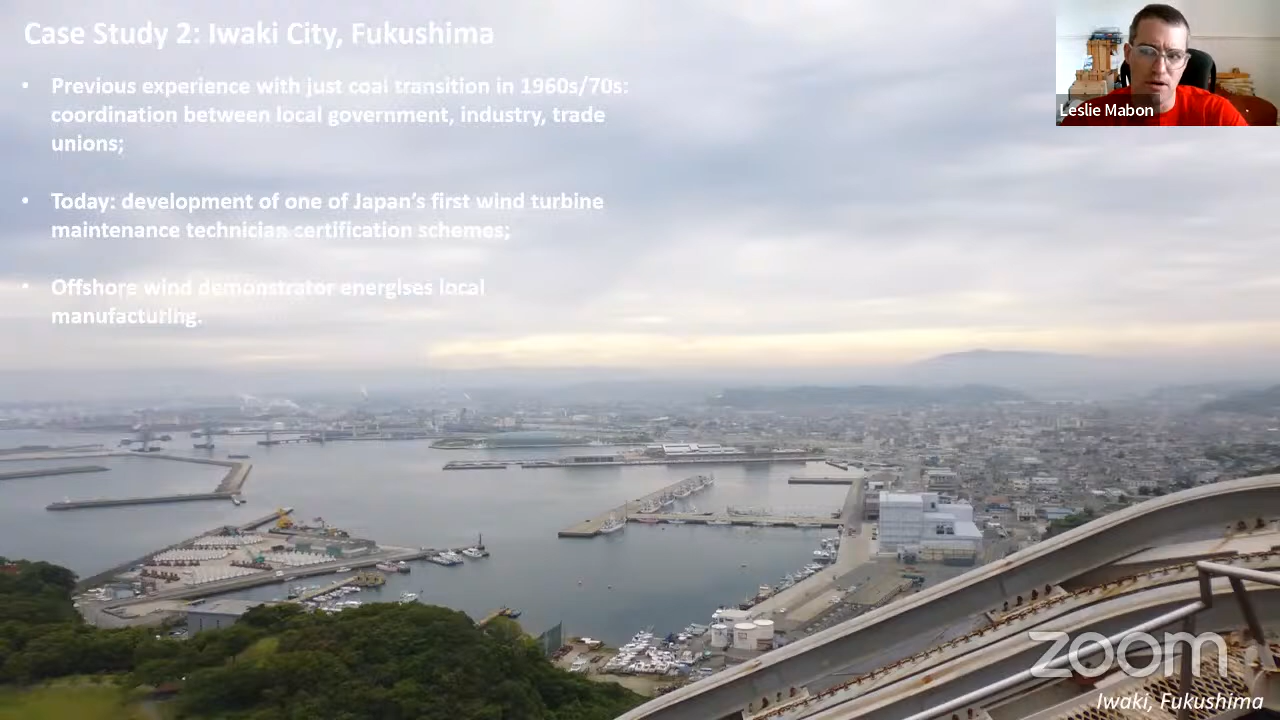 Case Study 2: Iwaki City, Fukushima
• Previous experience with just coal transition in 1960s/70s:
coordination between local government, industry, trade
unions;
• Today: development of one of Japan's first wind turbine
maintenance technician certification schemes;
• Offshore wind demonstrator energises local
manufacturing.
Leslie Mabon
zoom
Iwaki, Fukushima